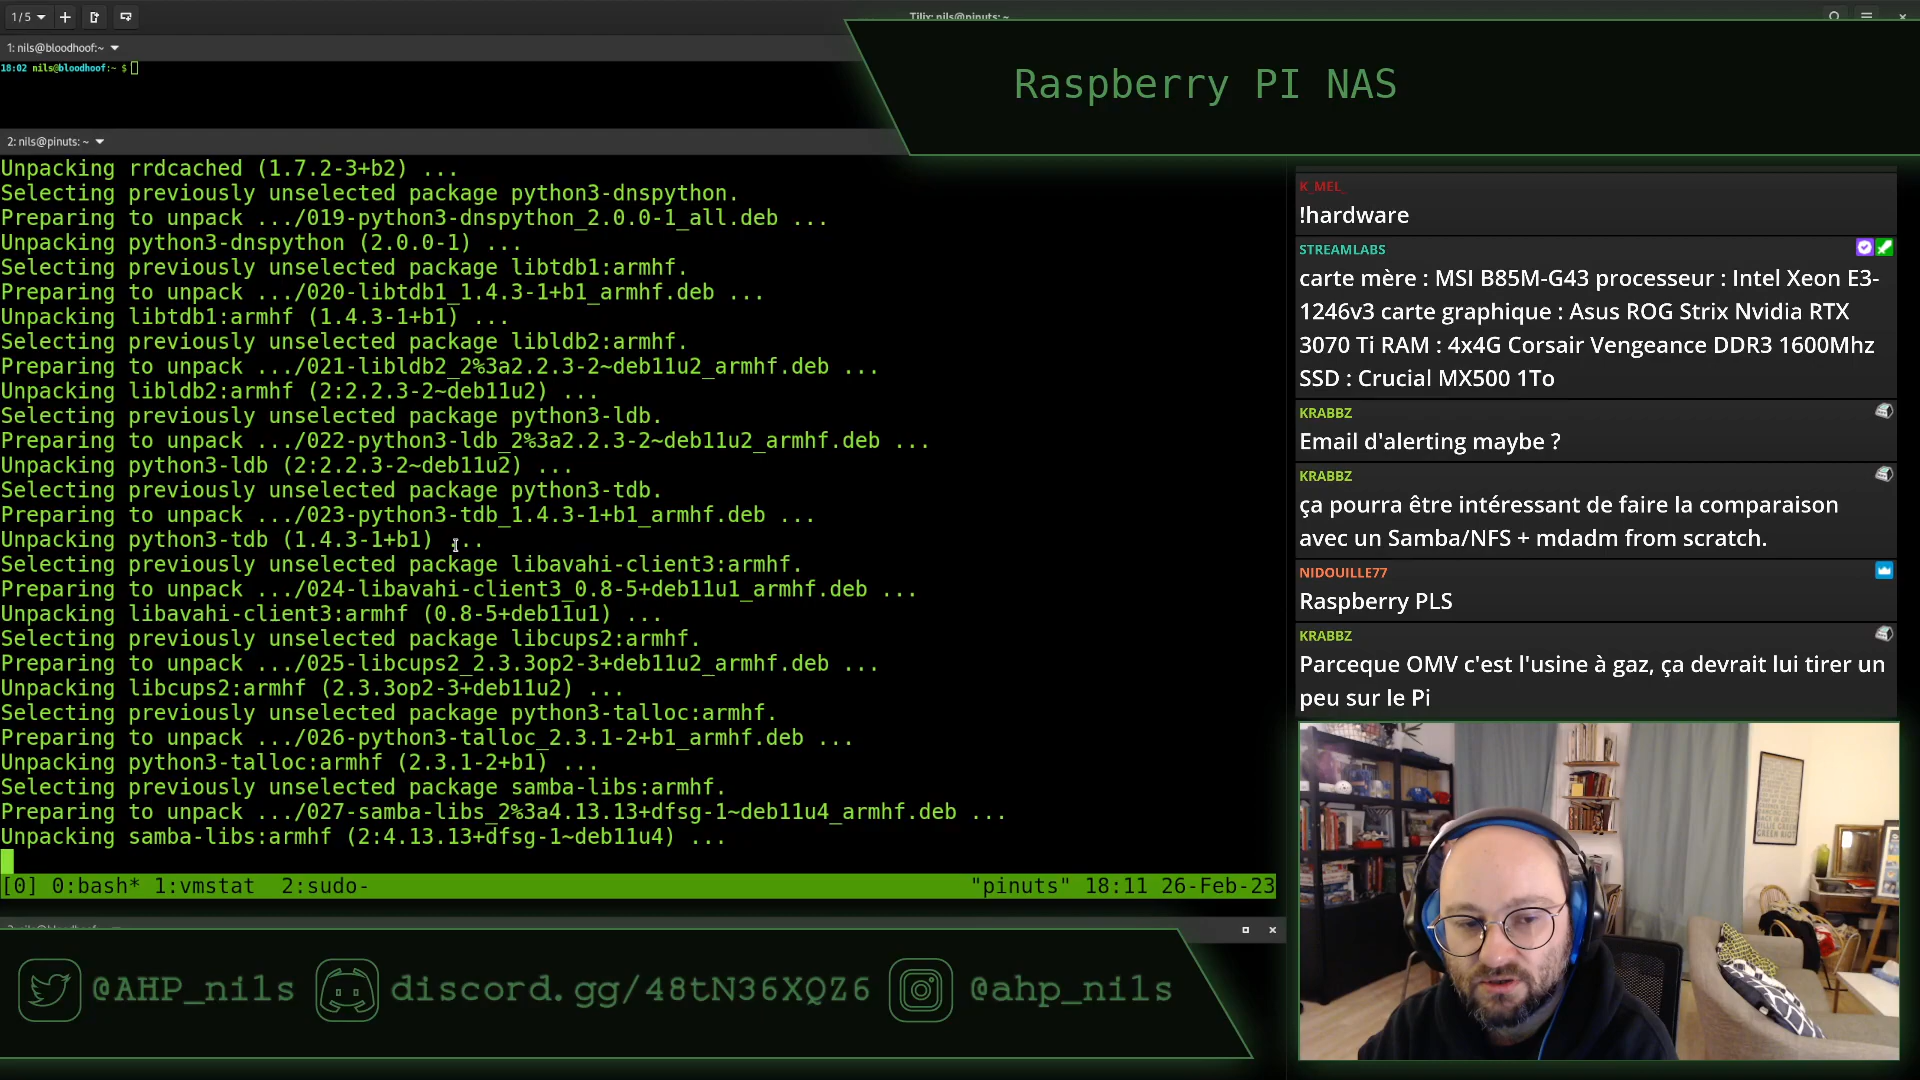 1/5
Tilix: nils@pinuts: ~
1: nils@bloodhoof:~
18:02 nils@bloodhoof:~ $
Raspberry PI NAS
2: nils@pinuts: ~
Unpacking rrdcached (1.7.2-3+b2) ...
Selecting previously unselected package python3-dnspython.
Preparing to unpack .../019-python3-dnspython_2.0.0-1_all.deb ...
Unpacking python3-dnspython (2.0.0-1) ...
Selecting previously unselected package libtdb1:armhf.
Preparing to unpack .../020-libtdb1_1.4.3-1+b1_armhf.deb ...
Unpacking libtdb1:armhf (1.4.3-1+b1) ...
Selecting previously unselected package libldb2:armhf.
Preparing to unpack .../021-libldb2_2%3a2.2.3-2~deb11u2_armhf.deb ...
Unpacking libldb2:armhf (2:2.2.3-2~deb11u2) ...
Selecting previously unselected package python3-ldb.
Preparing to unpack .../022-python3-ldb_2%3a2.2.3-2~deb11u2_armhf.deb ...
Unpacking python3-ldb (2:2.2.3-2~deb11u2) ...
Selecting previously unselected package python3-tdb.
Preparing to unpack .../023-python3-tdb_1.4.3-1+b1_armhf.deb ...
Unpacking python3-tdb (1.4.3-1+b1) ...
Selecting previously unselected package libavahi-client3:armhf.
Preparing to unpack .../024-libavahi-client3_0.8-5+deb11u1_armhf.deb ...
Unpacking libavahi-client3:armhf (0.8-5+deb11u1) ...
Selecting previously unselected package libcups2:armhf.
Preparing to unpack .../025-libcups2_2.3.3op2-3+deb11u2_armhf.deb ...
Unpacking libcups2:armhf (2.3.3op2-3+deb11u2) ...
Selecting previously unselected package python3-talloc:armhf.
Preparing to unpack .../026-python3-talloc_2.3.1-2+b1_armhf.deb ...
Unpacking python3-talloc:armhf (2.3.1-2+b1) ...
Selecting previously unselected package samba-libs:armhf.
Preparing to unpack .../027-samba-libs_2%3a4.13.13+dfsg-1~deb11u4_armhf.deb ...
Unpacking samba-libs:armhf (2:4.13.13+dfsg-1~deb11u4) ...
[0] 0:bash* 1:vmstat  2:sudo- "pinuts" 18:11 26-Feb-23
K_MEL_
!hardware
STREAMLABS
carte mère : MSI B85M-G43 processeur : Intel Xeon E3-
1246v3 carte graphique : Asus ROG Strix Nvidia RTX
3070 Ti RAM : 4x4G Corsair Vengeance DDR3 1600Mhz
SSD : Crucial MX500 1To
KRABBZ
Email d'alerting maybe ?
KRABBZ
ça pourra être intéressant de faire la comparaison
avec un Samba/NFS + mdadm from scratch.
NIDOUILLE77
Raspberry PLS
KRABBZ
Parceque OMV c'est l'usine à gaz, ça devrait lui tirer un
peu sur le Pi
@AHP_nils discord.gg/48tN36XQZ6 @ahp_nils